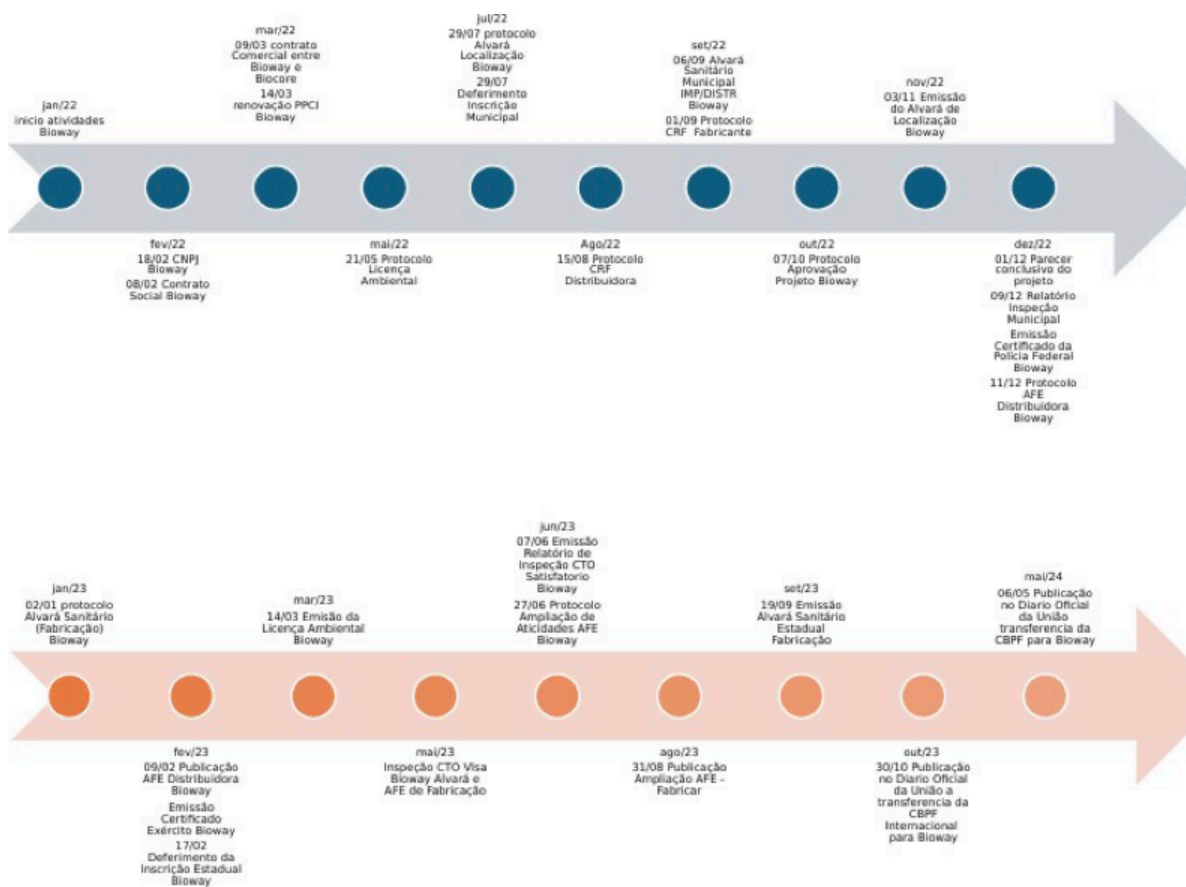 jan/22
inicio atividades
Bioway
fev/22
18/02 CNPJ
Bioway
08/02 Contrato
Social Bioway
mar/22
09/03 contrato
Comercial entre
Bioway e
Biocore
14/03
renovação PPCI
Bioway
mai/22
21/05 Protocolo
Licença
Ambiental
jul/22
29/07 protocolo
Alvará
Localização
Bioway
29/07
Deferimento
Inscrição
Municipal
Ago/22
15/08 Protocolo
CRF
Distribuidora
set/22
06/09 Alvará
Sanitário
Municipal
IMP/DISTR
Bioway
01/09 Protocolo
CRF Fabricante
out/22
07/10 Protocolo
Aprovação
Projeto Bioway
nov/22
03/11 Emissão
do Alvará de
Localização
Bioway
dez/22
01/12 Parecer
conclusivo do
projeto
09/12 Relatório
Inspeção
Municipal
Emissão
Certificado da
Polícia Federal
Bioway
11/12 Protocolo
AFE
Distribuidora
Bioway
jan/23
02/01 protocolo
Alvará Sanitário
(Fabricação)
Bioway
fev/23
09/02 Publicação
AFE Distribuidora
Bioway
Emissão
Certificado
Exército Bioway
17/02
Deferimento da
Inscrição Estadual
Bioway
mar/23
14/03 Emisão da
Licença Ambiental
Bioway
mai/23
Inspeção CTO Visa
Bioway Alvará e
AFE de Fabricação
jun/23
07/06 Emissão
Relatório de
Inspeção CTO
Satisfatorio
Bioway
27/06 Protocolo
Ampliação de
Aticidades AFE
Bioway
ago/23
31/08 Publicação
Ampliação AFE -
Fabricar
set/23
19/09 Emissão
Alvará Sanitário
Estadual
Fabricação
out/23
30/10 Publicação
no Diario Oficial
da União a
transferencia da
CBPF
Internacional
para Bioway
mai/24
06/05 Publicação
no Diario Oficial
da União
transferencia da
CBPF para Bioway